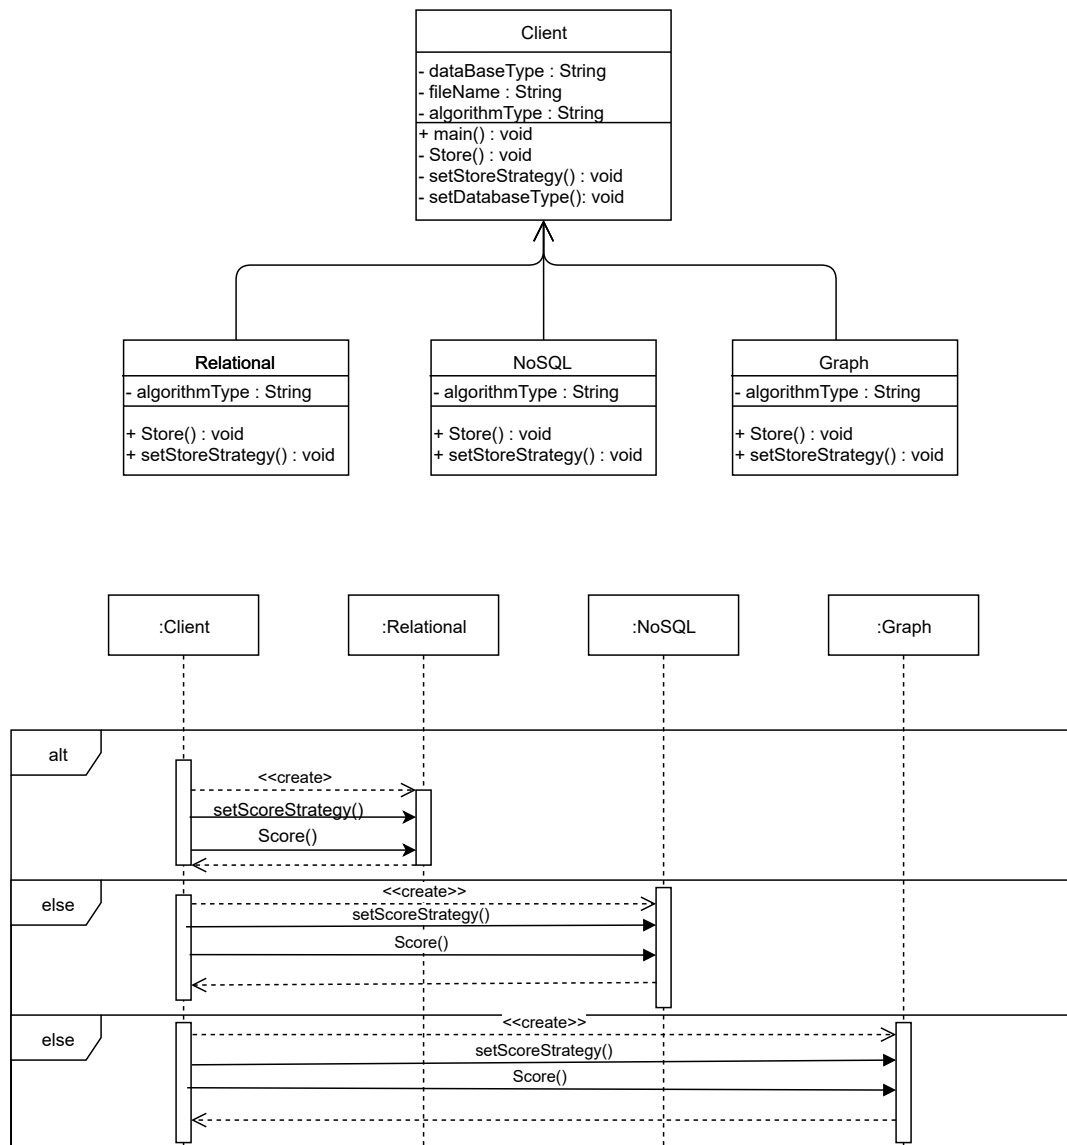 Client
- dataBaseType : String
- fileName : String
- algorithmType : String
+ main() : void
- Store() : void
- setStoreStrategy() : void
- setDatabaseType(): void
Relational
- algorithmType : String
+ Store() : void
+ setStoreStrategy() : void
NoSQL
- algorithmType : String
+ Store() : void
+ setStoreStrategy() : void
Graph
- algorithmType : String
+ Store() : void
+ setStoreStrategy() : void
:Client
:Relational
:NoSQL
:Graph
alt
<<create>
setScoreStrategy()
Score()
else
<<create>>
setScoreStrategy()
Score()
else
<<create>>
setScoreStrategy()
Score()